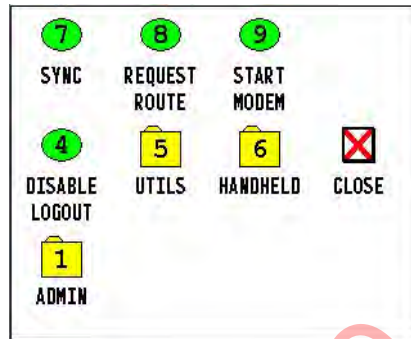 7 8 9
SYNC REQUEST START
ROUTE MODEM
4 5 6
DISABLE UTILS HANDHELD CLOSE
LOGOUT
1
ADMIN